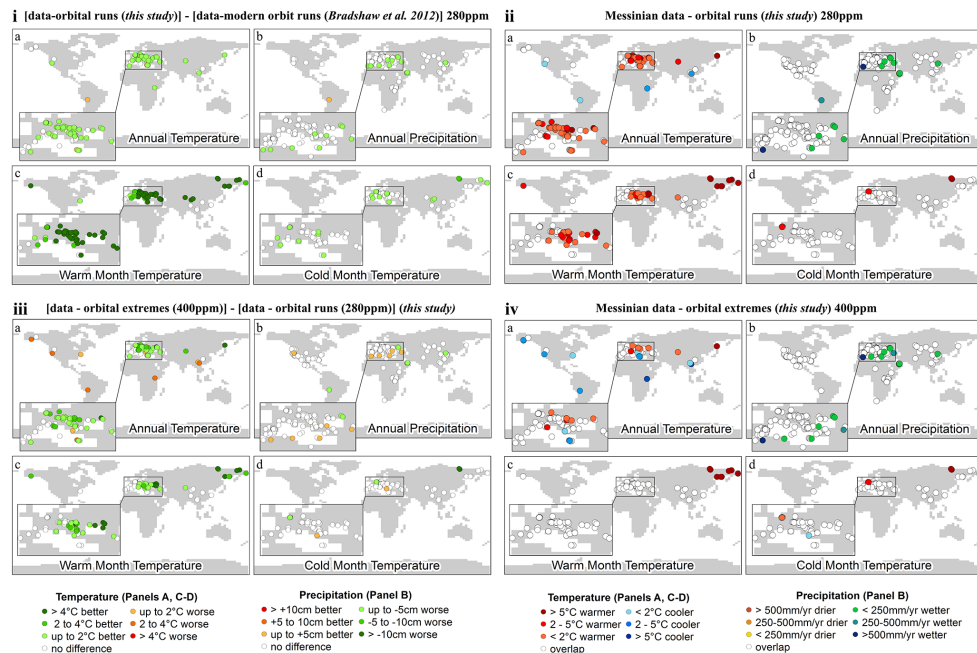 i [data-orbital runs (this study)] - [data-modern orbit runs (Bradshaw et al. 2012)] 280ppm
a
Annual Temperature
b
Annual Precipitation
c
Warm Month Temperature
d
Cold Month Temperature
ii Messinian data - orbital runs (this study) 280ppm
a
Annual Temperature
b
Annual Precipitation
c
Warm Month Temperature
d
Cold Month Temperature
iii [data - orbital extremes (400ppm)] - [data - orbital runs (280ppm)] (this study)
a
Annual Temperature
b
Annual Precipitation
c
Warm Month Temperature
d
Cold Month Temperature
iv Messinian data - orbital extremes (this study) 400ppm
a
Annual Temperature
b
Annual Precipitation
c
Warm Month Temperature
d
Cold Month Temperature
Temperature (Panels A, C-D)
> 4°C better
2 to 4°C better
up to 2°C better
no difference
up to 2°C worse
2 to 4°C worse
> 4°C worse
Precipitation (Panel B)
> +10cm better
+5 to 10cm better
up to +5cm better
no difference
up to -5cm worse
-5 to -10cm worse
> -10cm worse
Temperature (Panels A, C-D)
> 5°C warmer
2 - 5°C warmer
< 2°C warmer
overlap
< 2°C cooler
2 - 5°C cooler
> 5°C cooler
Precipitation (Panel B)
> 500mm/yr drier
250-500mm/yr drier
< 250mm/yr drier
overlap
< 250mm/yr wetter
250-500mm/yr wetter
>500mm/yr wetter